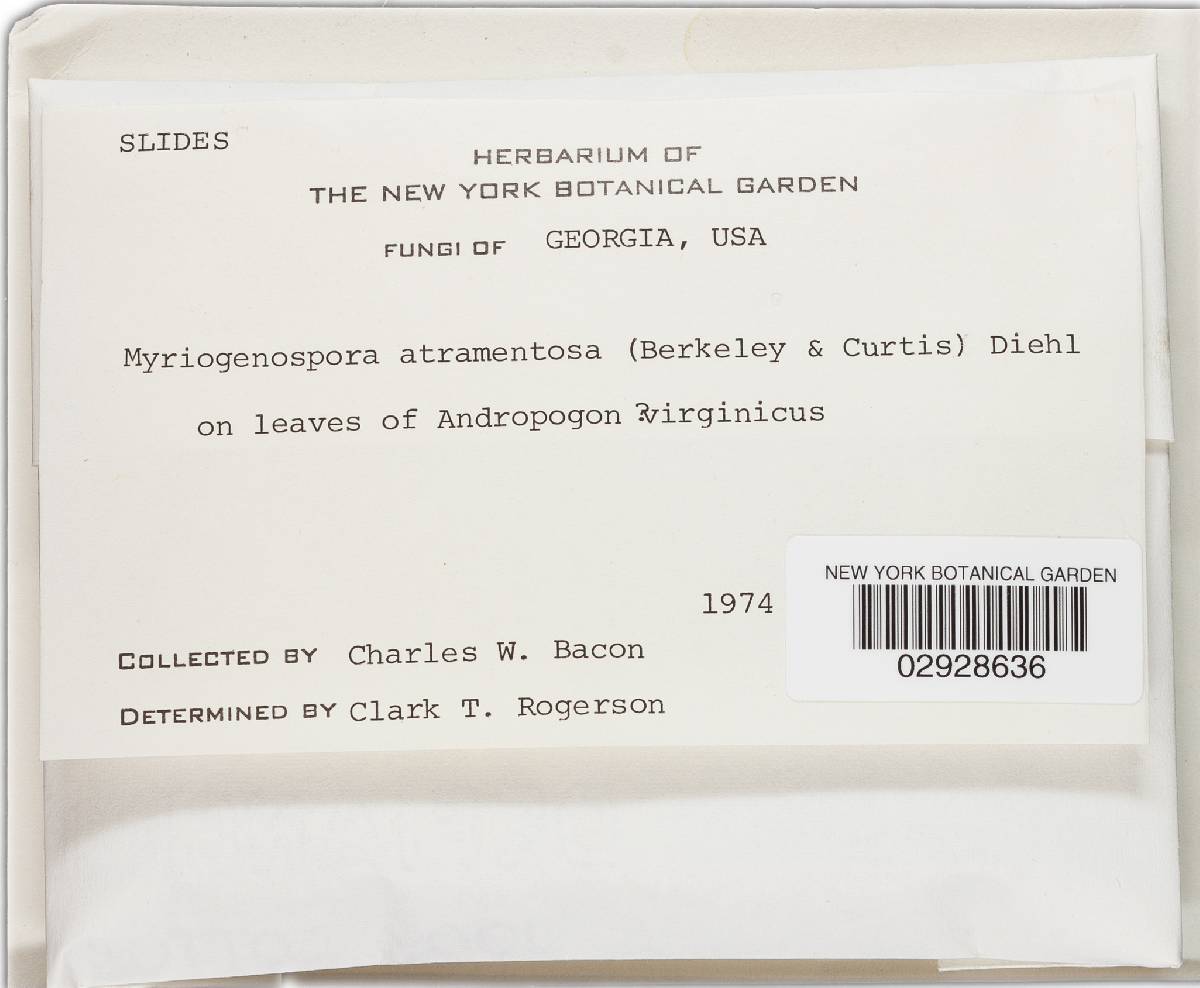 SLIDES
HERBARIUM OF
THE NEW YORK BOTANICAL GARDEN
FUNGI OF GEORGIA, USA
Myriogenospora atramentosa (Berkeley & Curtis) Diehl
on leaves of Andropogon ?virginicus
1974
COLLECTED BY Charles W. Bacon
DETERMINED BY Clark T. Rogerson
NEW YORK BOTANICAL GARDEN
02928636